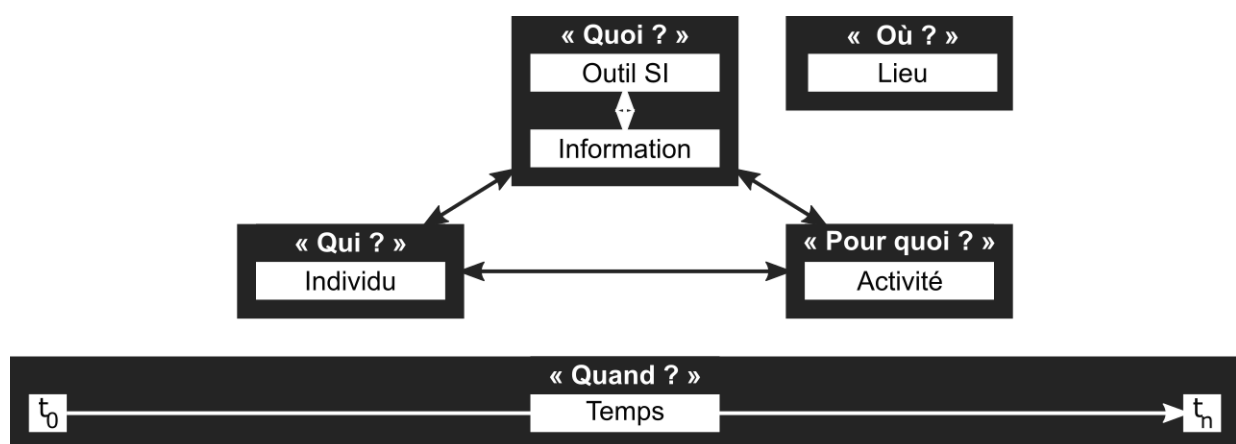 « Quoi ? »
Outil SI
Information
« Où ? »
Lieu
« Qui ? »
Individu
« Pour quoi ? »
Activité
« Quand ? »
t0
Temps
tn